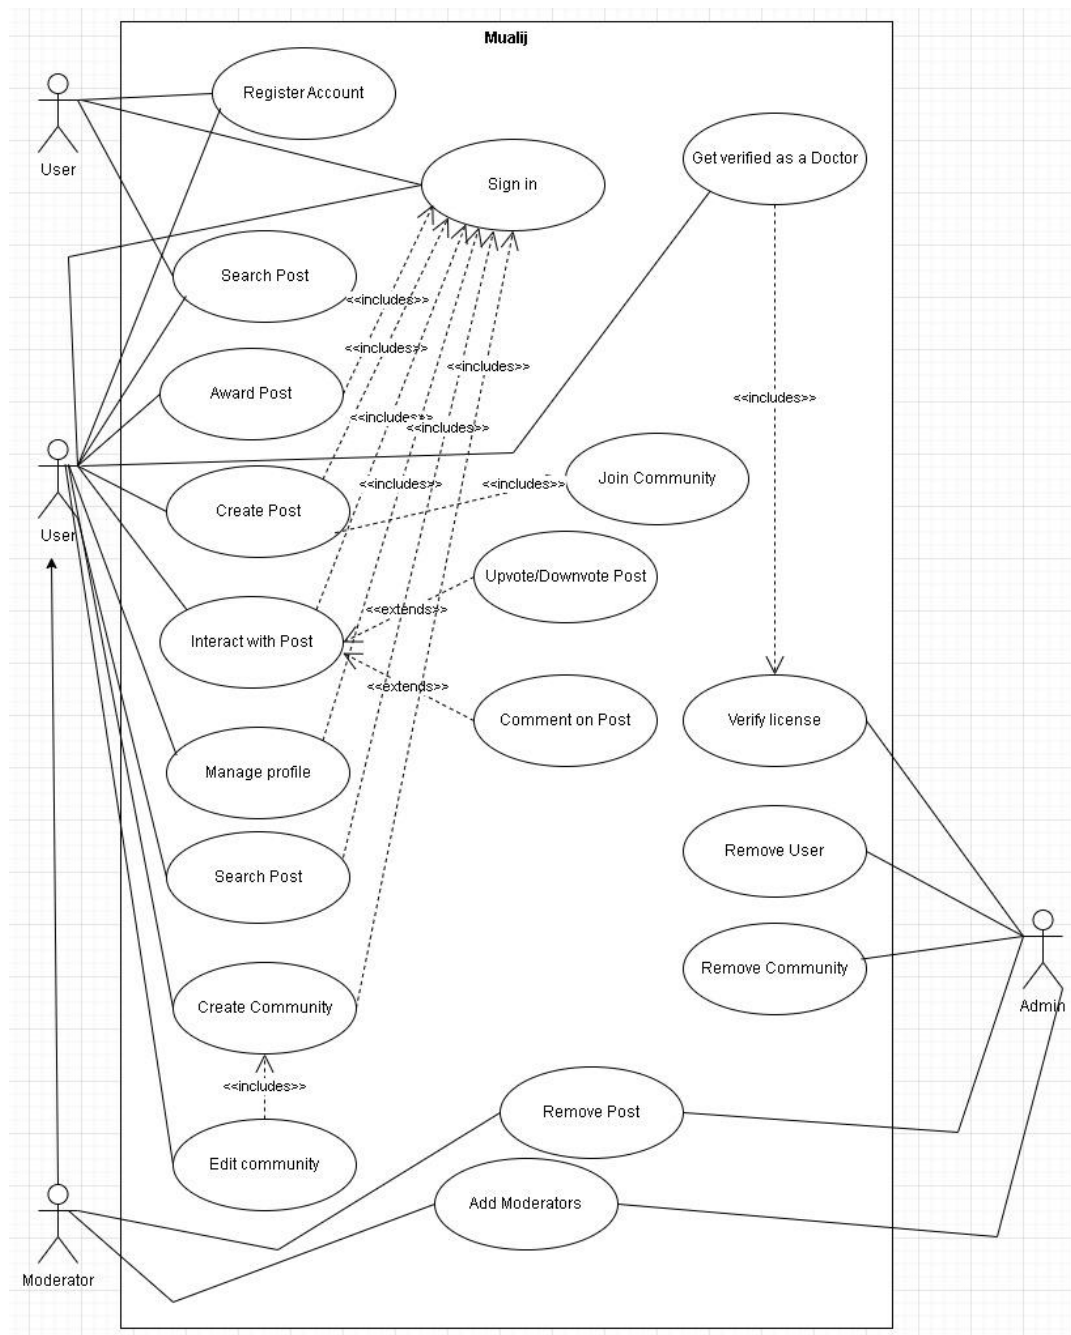 Mualij
Register Account
User
Sign in
Get verified as a Doctor
Search Post
<<includes>>
<<includes>>
<<includes>>
Award Post
<<includes>>
<<includes>>
<<includes>>
User
Create Post
<<includes>>
<<includes>>
Join Community
Upvote/Downvote Post
<<extends>>
Interact with Post
<<extends>>
Comment on Post
Verify license
Manage profile
Remove User
Search Post
Remove Community
Create Community
Admin
<<includes>>
Remove Post
Edit community
Add Moderators
Moderator